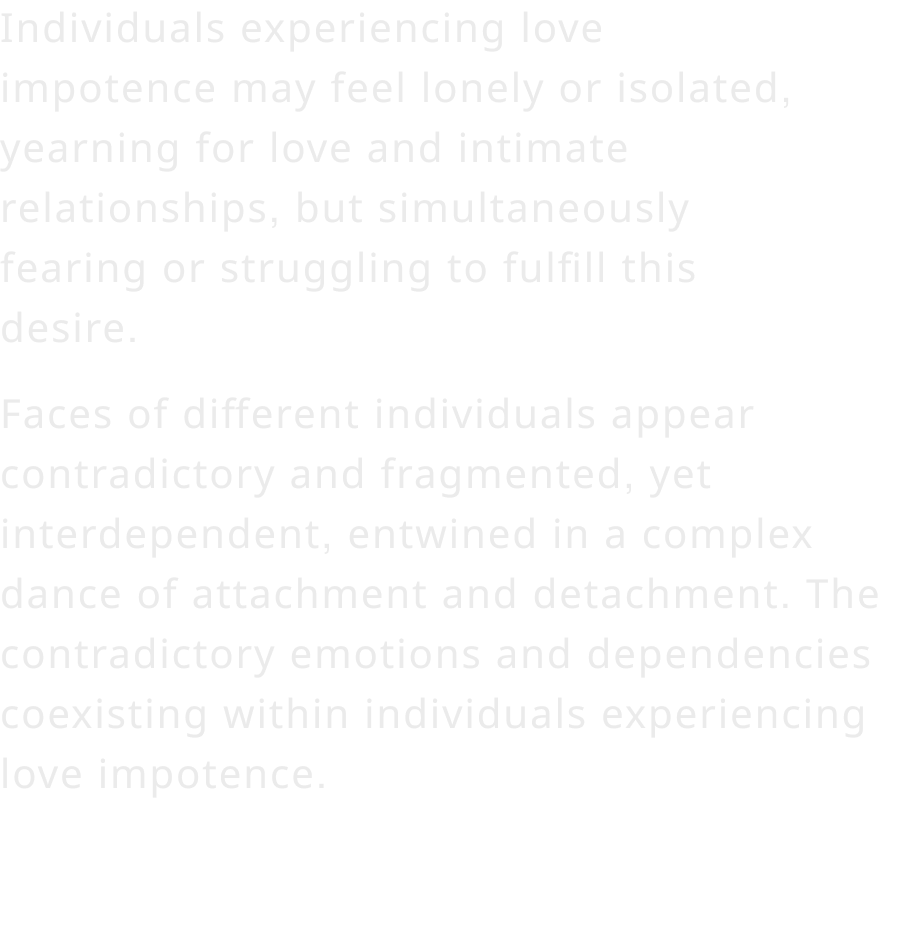 Individuals experiencing love
impotence may feel lonely or isolated,
yearning for love and intimate
relationships, but simultaneously
fearing or struggling to fulfill this
desire.
Faces of different individuals appear
contradictory and fragmented, yet
interdependent, entwined in a complex
dance of attachment and detachment. The
contradictory emotions and dependencies
coexisting within individuals experiencing
love impotence.